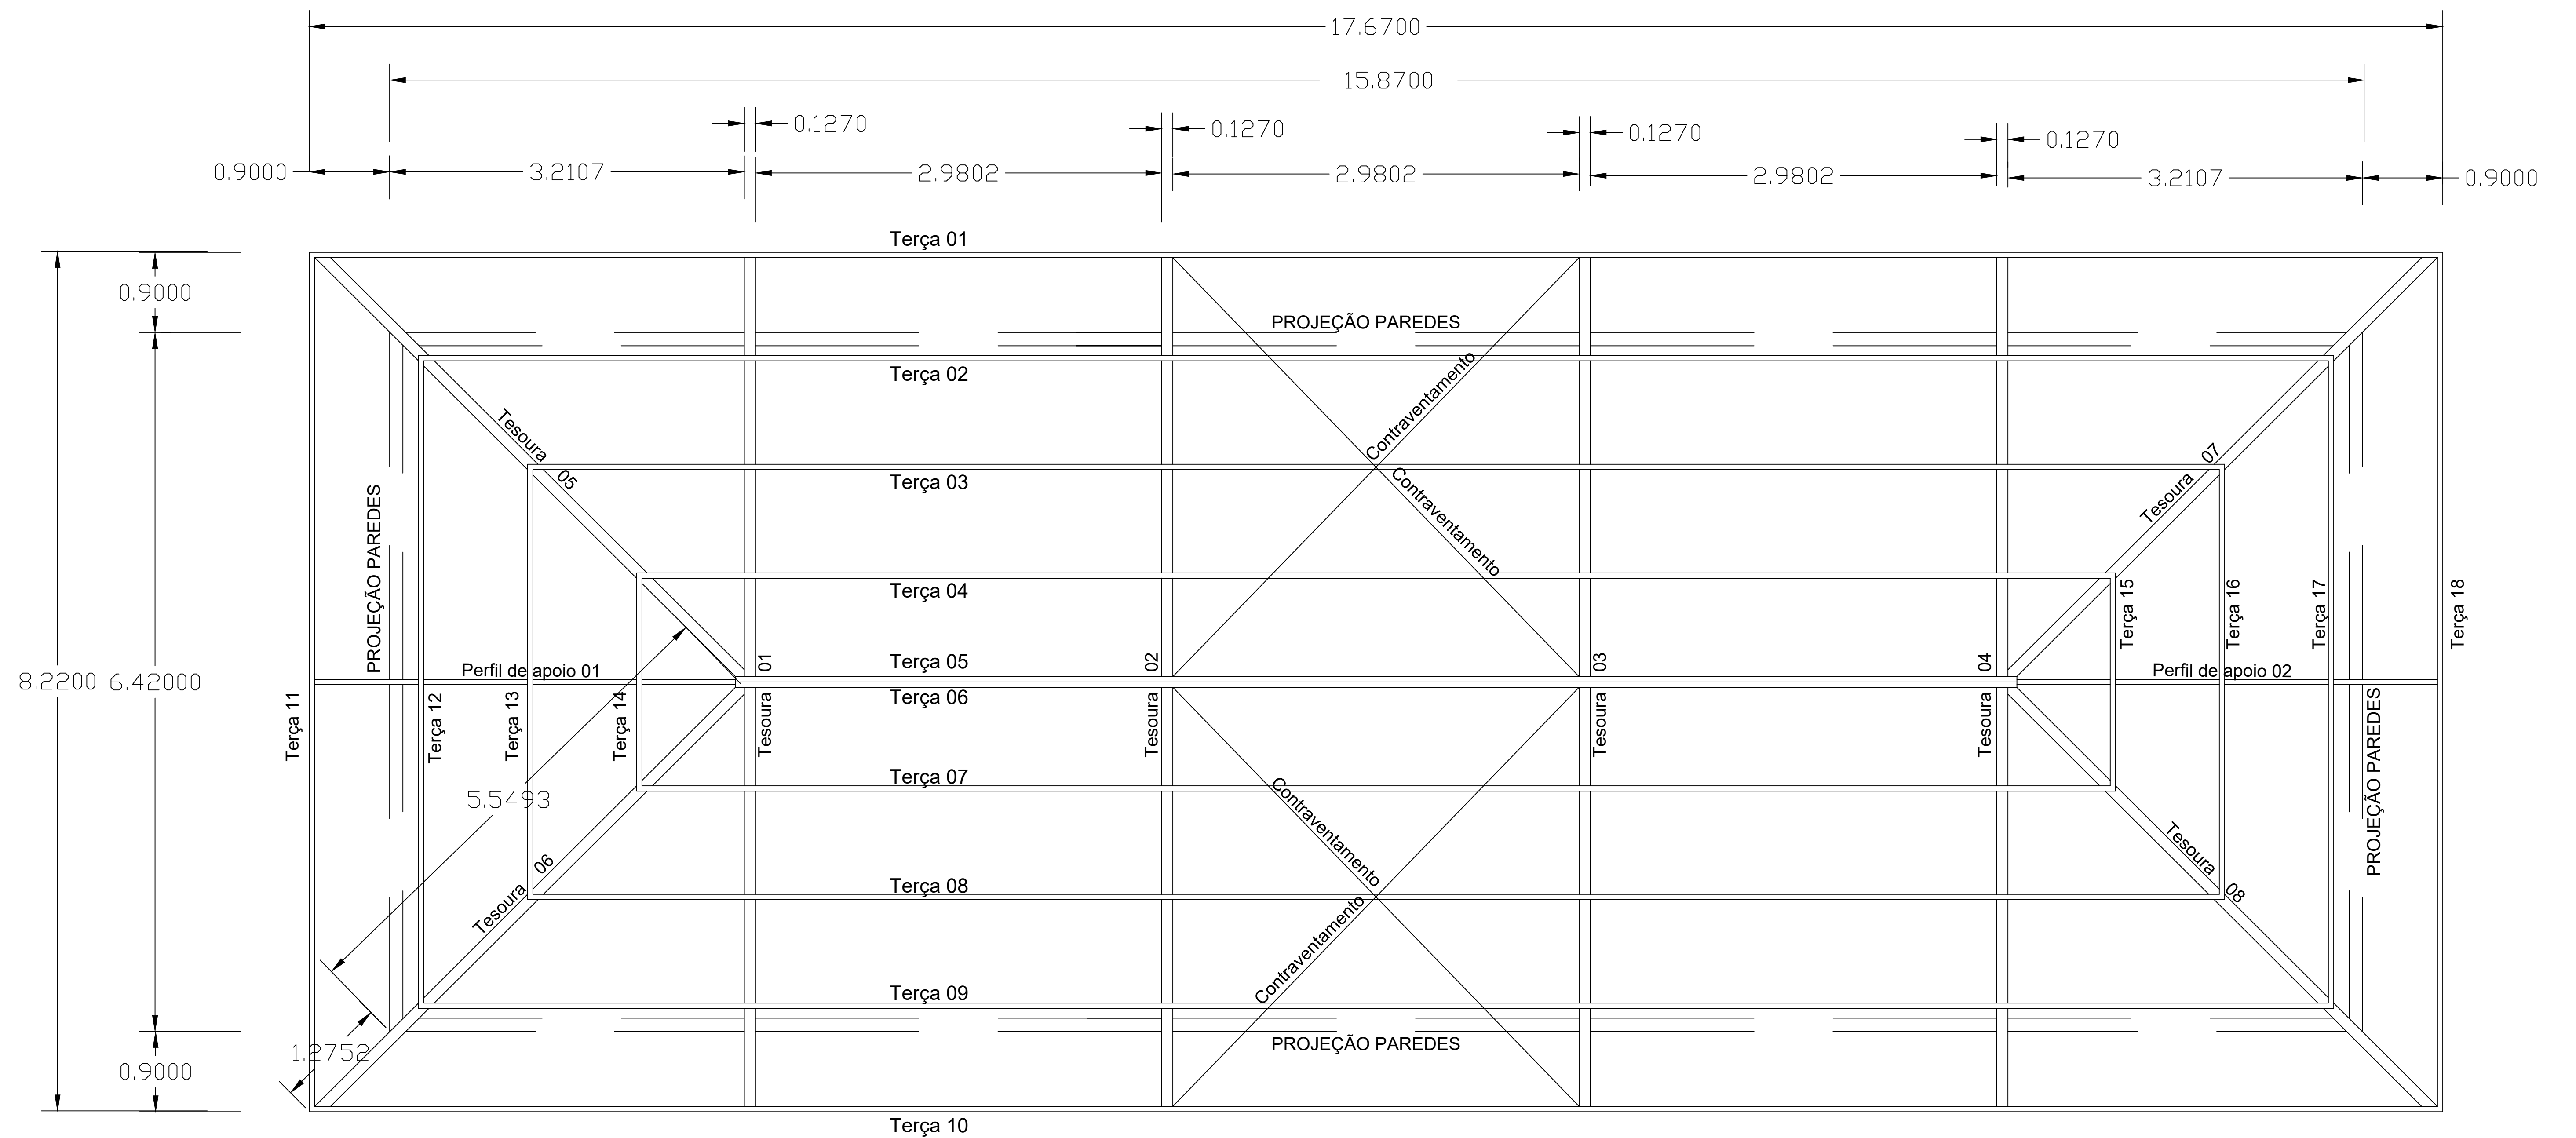 17.6700
15.8700
0.1270
0.1270
0.1270
0.1270
0.9000
3.2107
2.9802
2.9802
2.9802
3.2107
0.9000
Terça 01
0.9000
PROJEÇÃO PAREDES
Terça 02
Contraventamento
Tesoura 05
Tesoura 07
Terça 03
Contraventamento
PROJEÇÃO PAREDES
Terça 04
Terça 15
Terça 16
Terça 17
Terça 18
8.2200
6.42000
Perfil de apoio 01
Terça 05
Perfil de apoio 02
Terça 11
Terça 12
Terça 13
Terça 14
Tesoura 01
Terça 06
Tesoura 02
Tesoura 03
Tesoura 04
PROJEÇÃO PAREDES
Terça 07
5.5493
Contraventamento
Tesoura 06
Terça 08
Tesoura 08
Contraventamento
Terça 09
1.2752
0.9000
PROJEÇÃO PAREDES
Terça 10